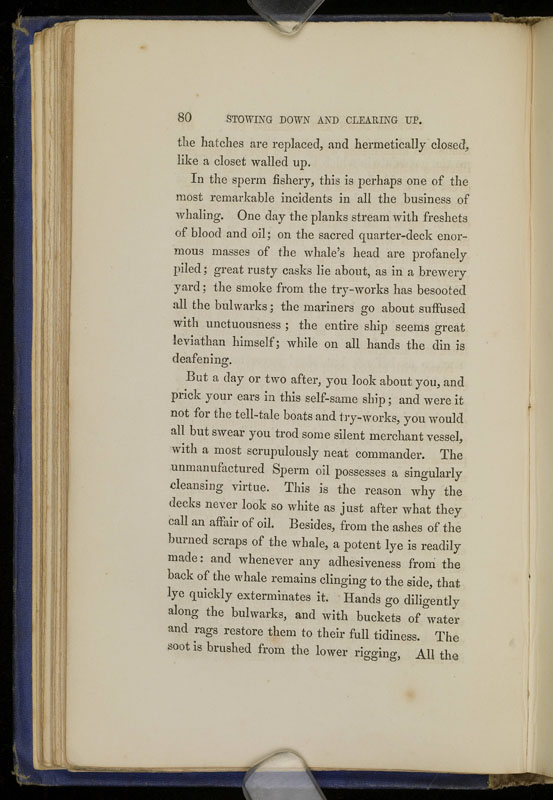 80 STOWING DOWN AND CLEARING UP.
the hatches are replaced, and hermetically closed,
like a closet walled up.
In the sperm fishery, this is perhaps one of the
most remarkable incidents in all the business of
whaling. One day the planks stream with freshets
of blood and oil; on the sacred quarter-deck enor-
mous masses of the whale's head are profanely
piled; great rusty casks lie about, as in a brewery
yard; the smoke from the try-works has besooted
all the bulwarks; the mariners go about suffused
with unctuousness; the entire ship seems great
leviathan himself; while on all hands the din is
deafening.
But a day or two after, you look about you, and
prick your ears in this self-same ship; and were it
not for the tell-tale boats and try-works, you would
all but swear you trod some silent merchant vessel,
with a most scrupulously neat commander. The
unmanufactured Sperm oil possesses a singularly
cleansing virtue. This is the reason why the
decks never look so white as just after what they
call an affair of oil. Besides, from the ashes of the
burned scraps of the whale, a potent lye is readily
made: and whenever any adhesiveness from the
back of the whale remains clinging to the side, that
lye quickly exterminates it. Hands go diligently
along the bulwarks, and with buckets of water
and rags restore them to their full tidiness. The
soot is brushed from the lower rigging, All the